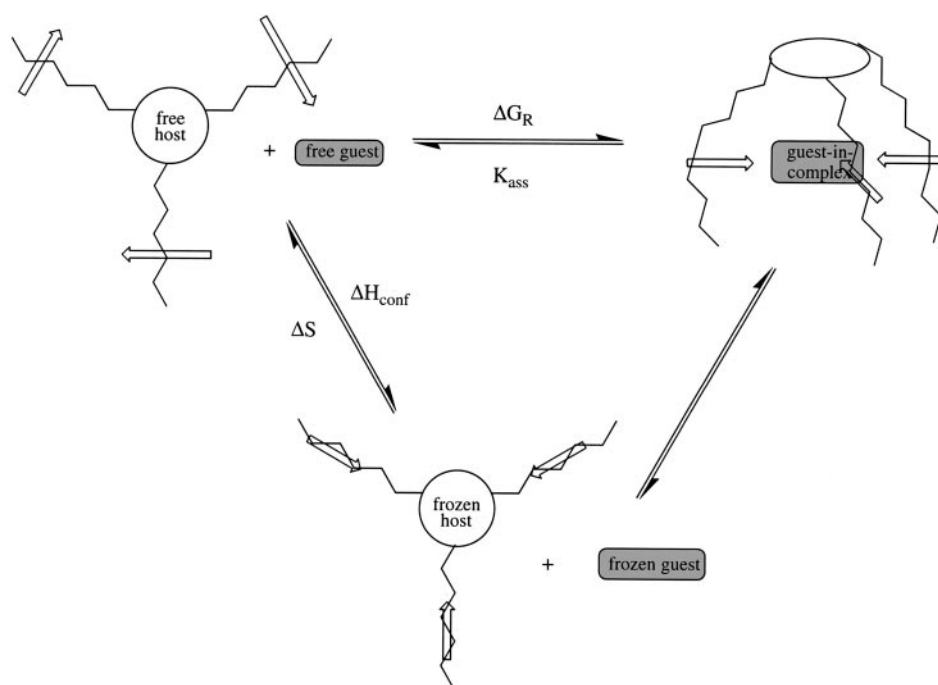 free
host
+
free guest
ΔG_R
K_ass
guest-in-
complex
ΔH_conf
ΔS
frozen
host
+
frozen guest